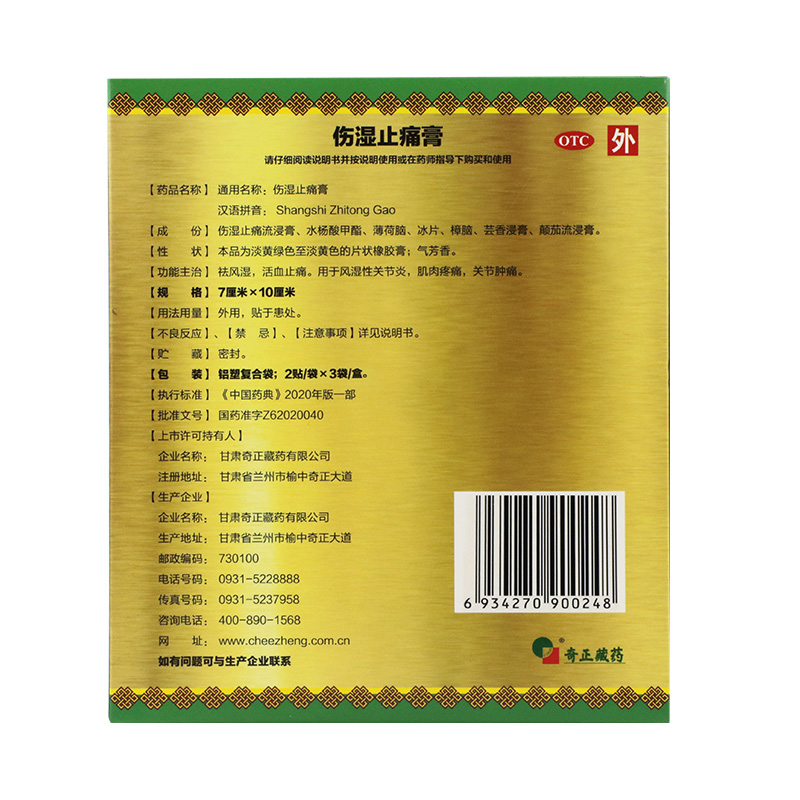 伤湿止痛膏
OTC 外
请仔细阅读说明书并按说明使用或在药师指导下购买和使用
【药品名称】 通用名称：伤湿止痛膏
汉语拼音： Shangshi Zhitong Gao
【成 份】 伤湿止痛流浸膏、水杨酸甲酯、薄荷脑、冰片、樟脑、芸香浸膏、颠茄流浸膏。
【性 状】 本品为淡黄绿色至淡黄色的片状橡胶膏；气芳香。
【功能主治】 祛风湿，活血止痛。用于风湿性关节炎，肌肉疼痛，关节肿痛。
【规 格】 7厘米×10厘米
【用法用量】 外用，贴于患处。
【不良反应】、【禁 忌】、【注意事项】详见说明书。
【贮 藏】 密封。
【包 装】 铝塑复合袋；2贴/袋×3袋/盒。
【执行标准】 《中国药典》2020年版一部
【批准文号】 国药准字Z62020040
【上市许可持有人】
企业名称： 甘肃奇正藏药有限公司
注册地址： 甘肃省兰州市榆中奇正大道
【生产企业】
企业名称： 甘肃奇正藏药有限公司
生产地址： 甘肃省兰州市榆中奇正大道
邮政编码： 730100
电话号码： 0931-5228888
传真号码： 0931-5237958
咨询电话： 400-890-1568
网 址： www.cheezheng.com.cn
如有问题可与生产企业联系
6 934270 900248
®
奇正藏药